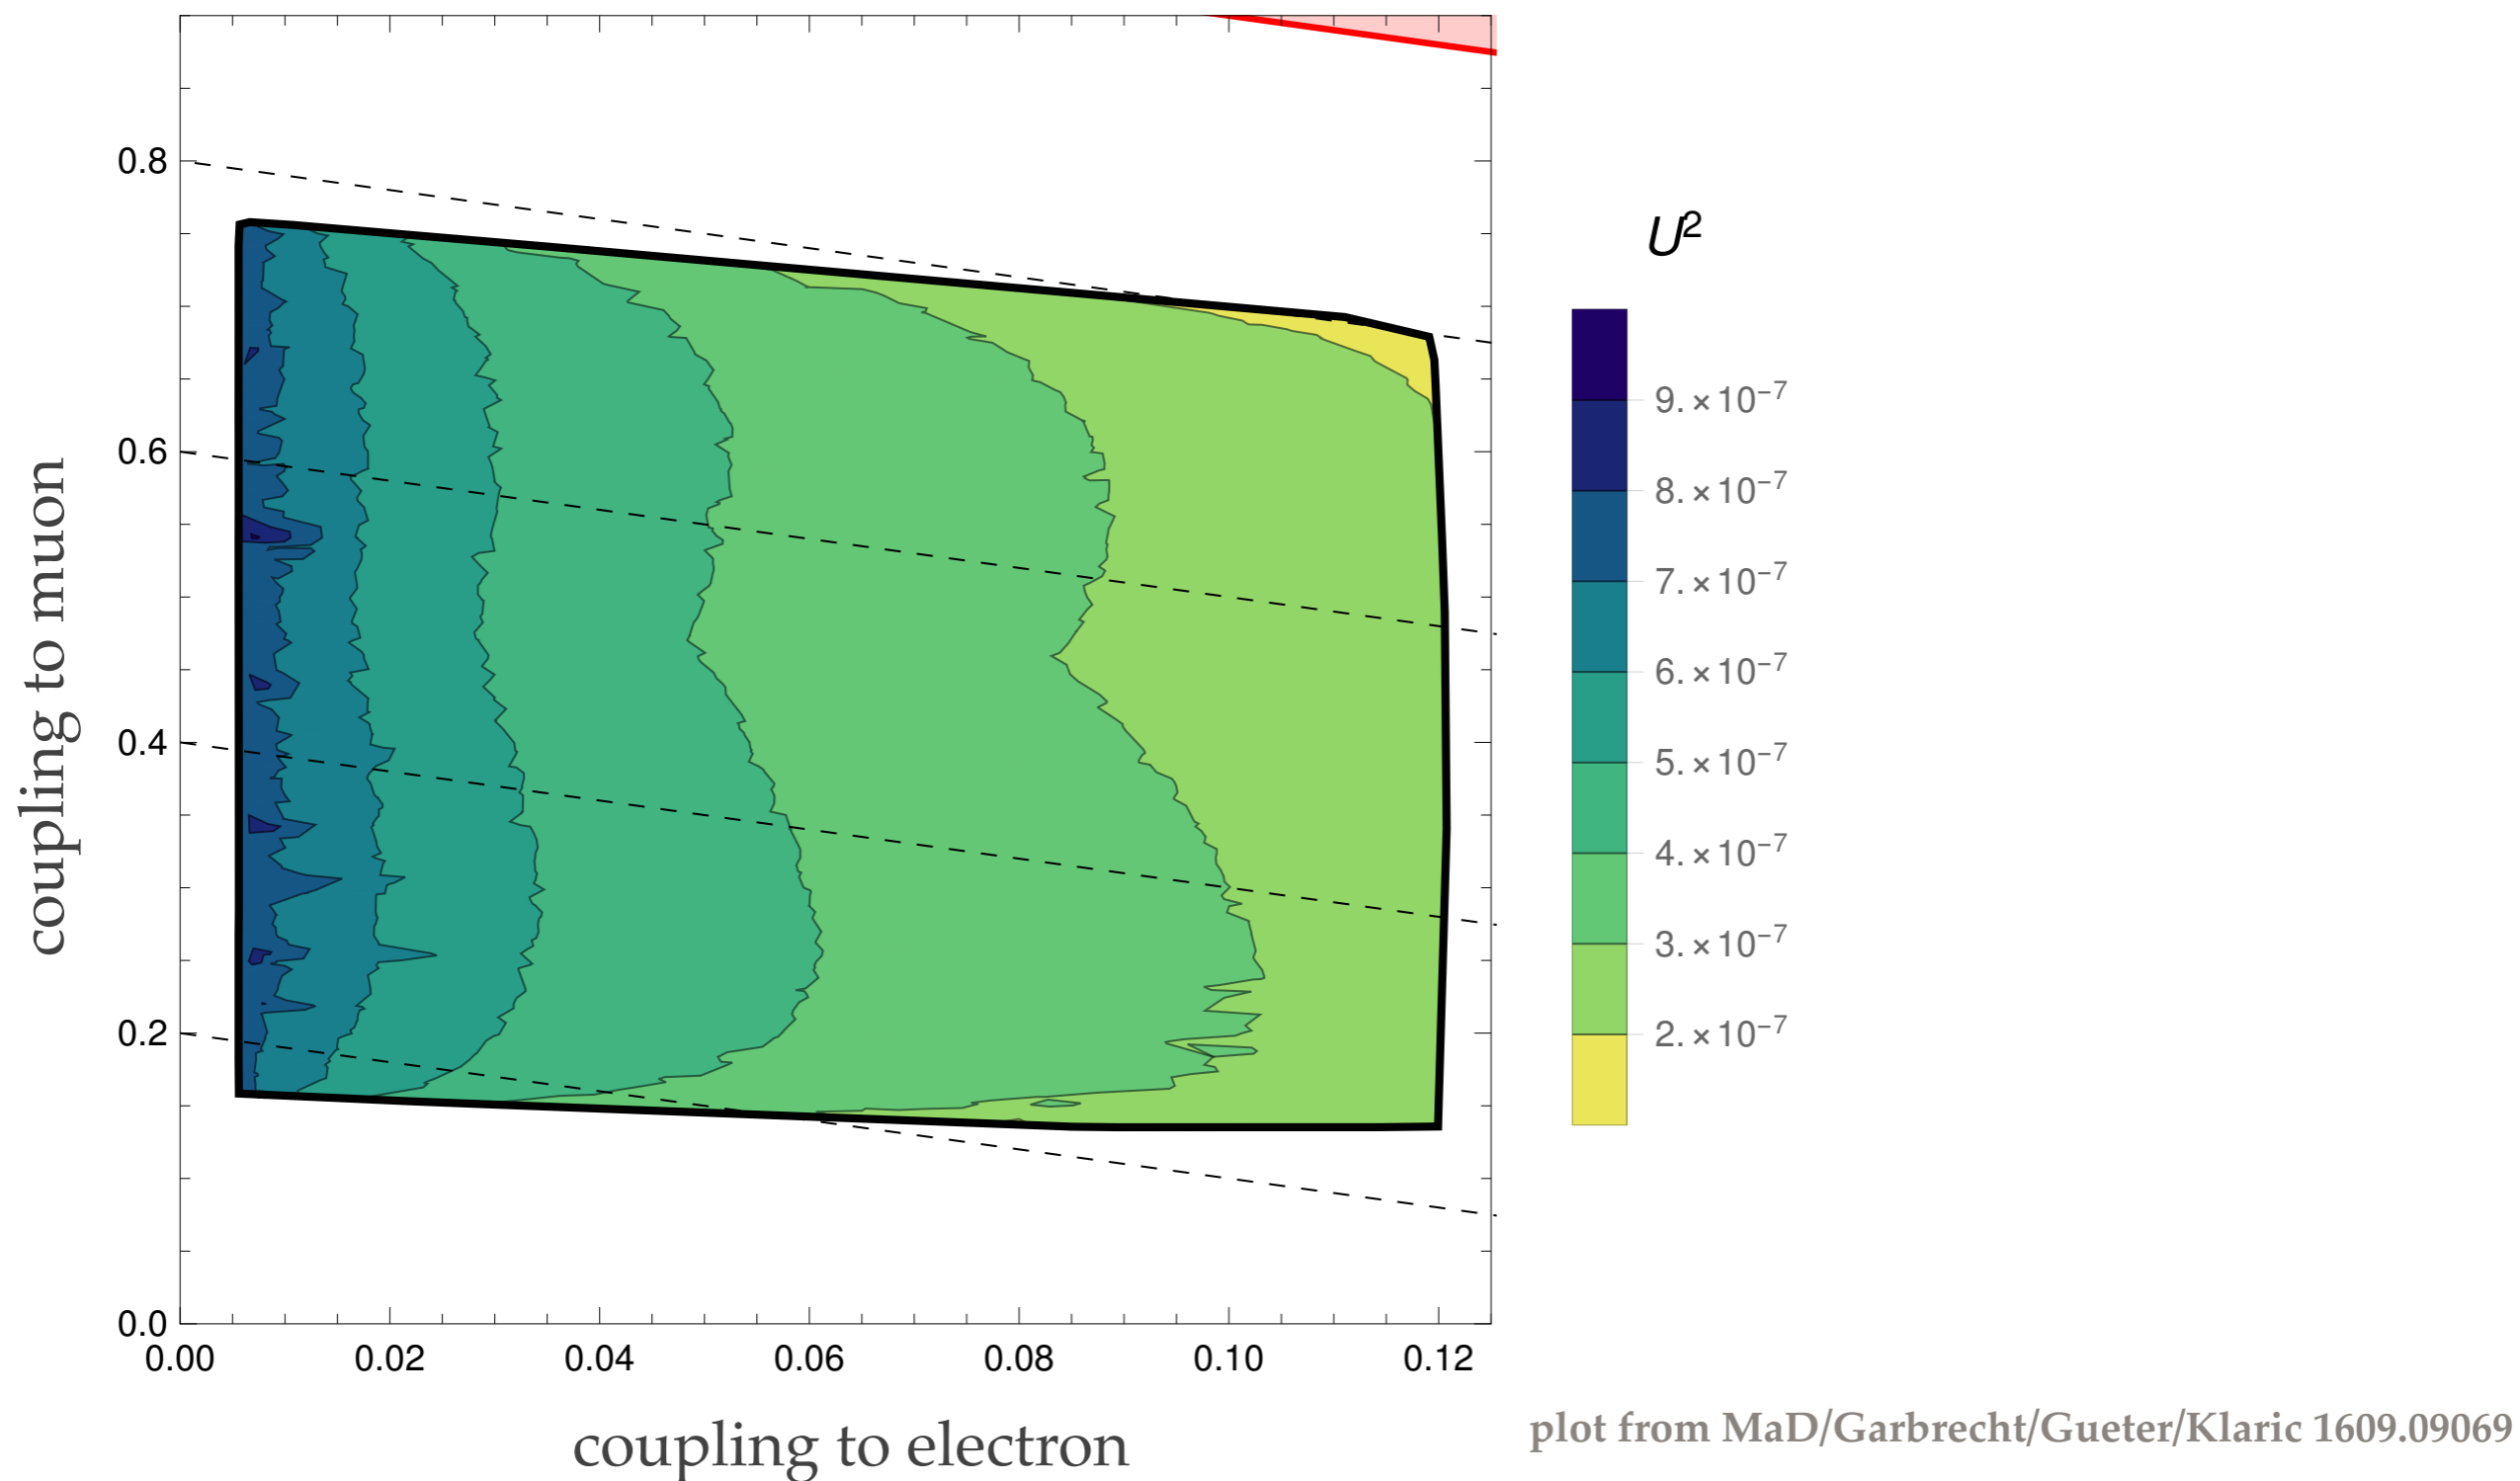 0.8
0.6
0.4
0.2
0.0
0.00 0.02 0.04 0.06 0.08 0.10 0.12
coupling to muon
coupling to electron
U²
9.×10⁻⁷
8.×10⁻⁷
7.×10⁻⁷
6.×10⁻⁷
5.×10⁻⁷
4.×10⁻⁷
3.×10⁻⁷
2.×10⁻⁷
plot from MaD/Garbrecht/Gueter/Klaric 1609.09069